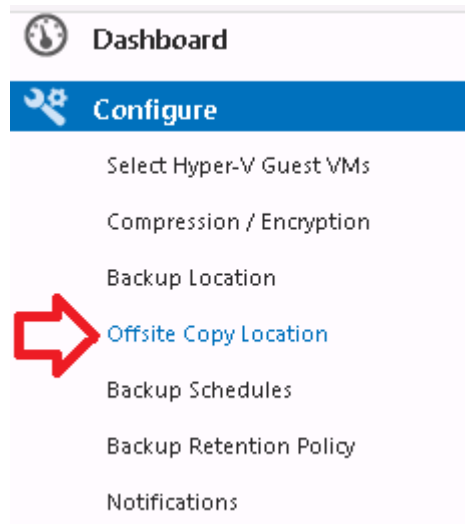 Dashboard
Configure
Select Hyper-V Guest VMs
Compression / Encryption
Backup Location
Offsite Copy Location
Backup Schedules
Backup Retention Policy
Notifications